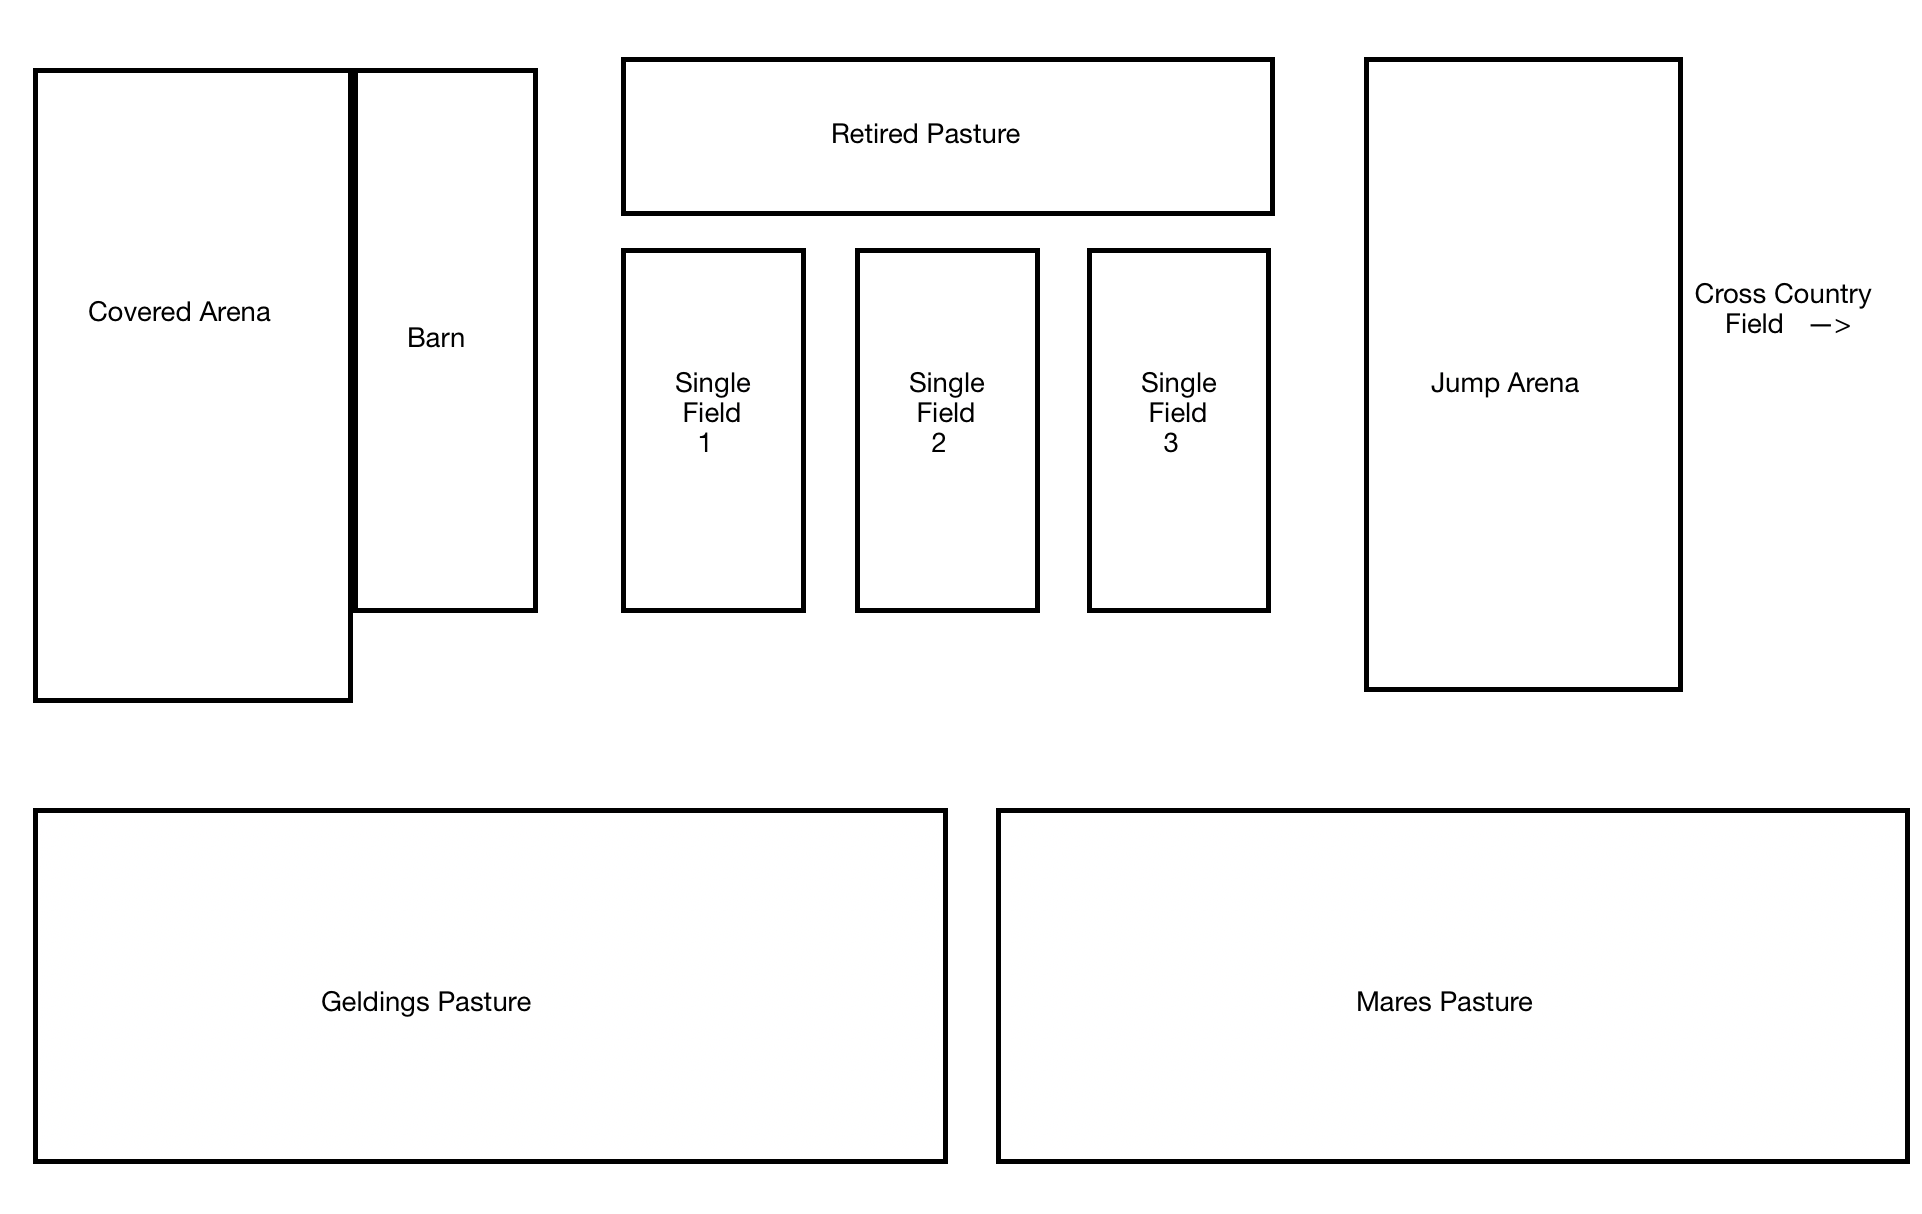 Retired Pasture
Covered Arena
Barn
Single
Field
1
Single
Field
2
Single
Field
3
Jump Arena
Cross Country
Field —>
Geldings Pasture
Mares Pasture